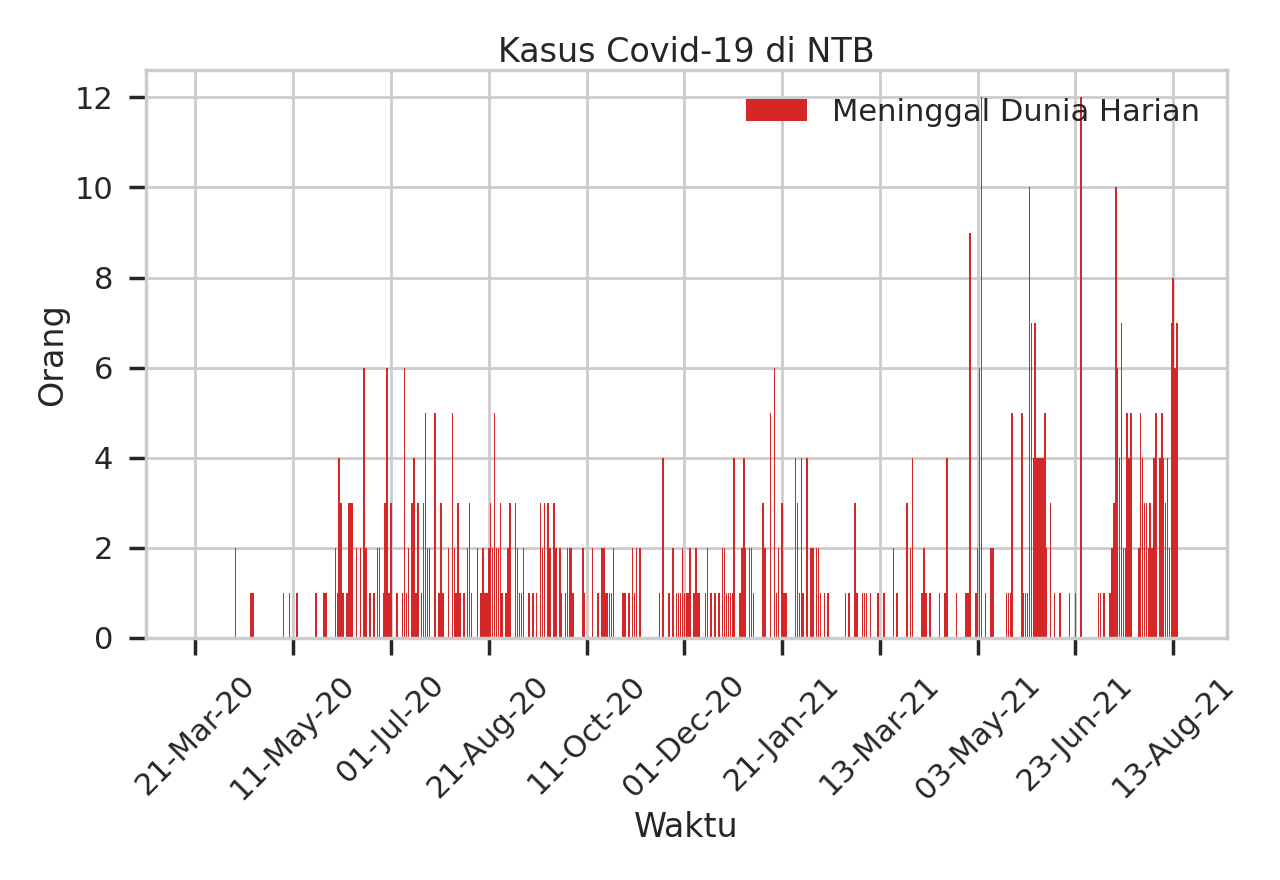 Kasus Covid-19 di NTB
Meninggal Dunia Harian
Orang
12
10
8
6
4
2
0
21-Mar-20
11-May-20
01-Jul-20
21-Aug-20
11-Oct-20
01-Dec-20
21-Jan-21
13-Mar-21
03-May-21
23-Jun-21
13-Aug-21
Waktu